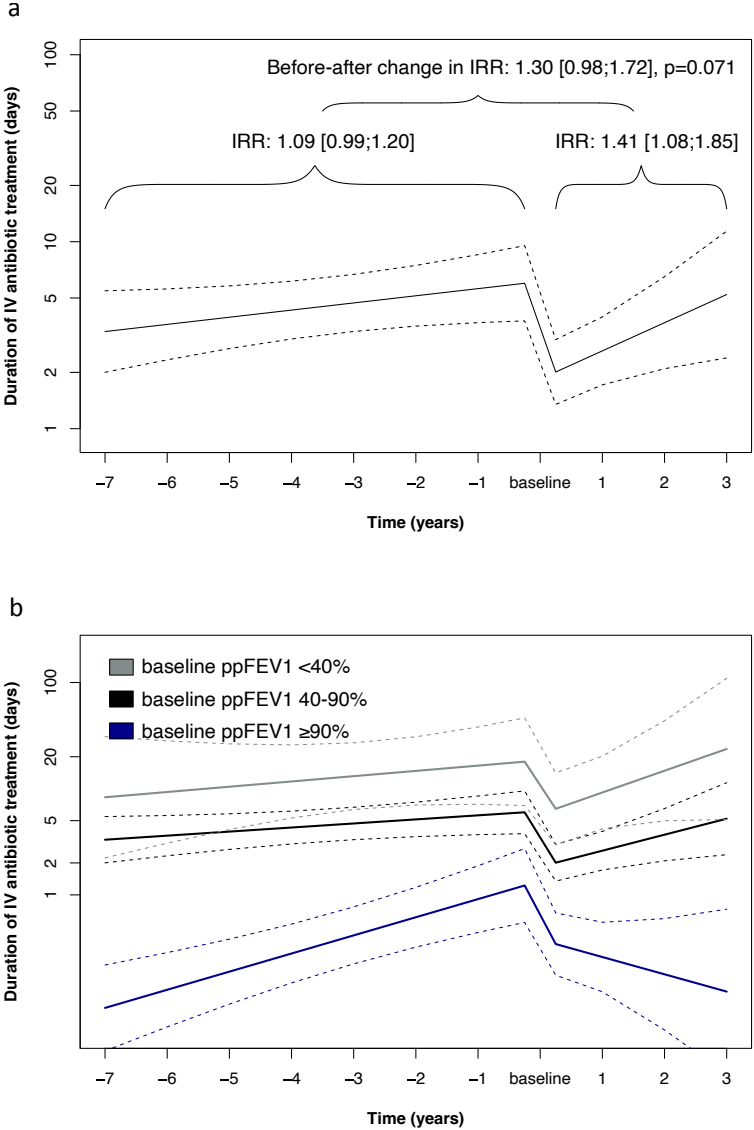 a
Before-after change in IRR: 1.30 [0.98;1.72], p=0.071
IRR: 1.09 [0.99;1.20] IRR: 1.41 [1.08;1.85]
Duration of IV antibiotic treatment (days)
100
50
20
10
5
2
1
−7 −6 −5 −4 −3 −2 −1 baseline 1 2 3
Time (years)
b
baseline ppFEV1 <40%
baseline ppFEV1 40-90%
baseline ppFEV1 ≥90%
Duration of IV antibiotic treatment (days)
100
20
5
2
1
−7 −6 −5 −4 −3 −2 −1 baseline 1 2 3
Time (years)